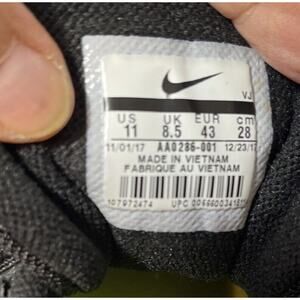 VJ
US UK EUR cm
11 8.5 43 28
11/01/17 AA0286-001 12/23/17
MADE IN VIETNAM
FABRIQUE AU VIETNAM
107972474 UPC